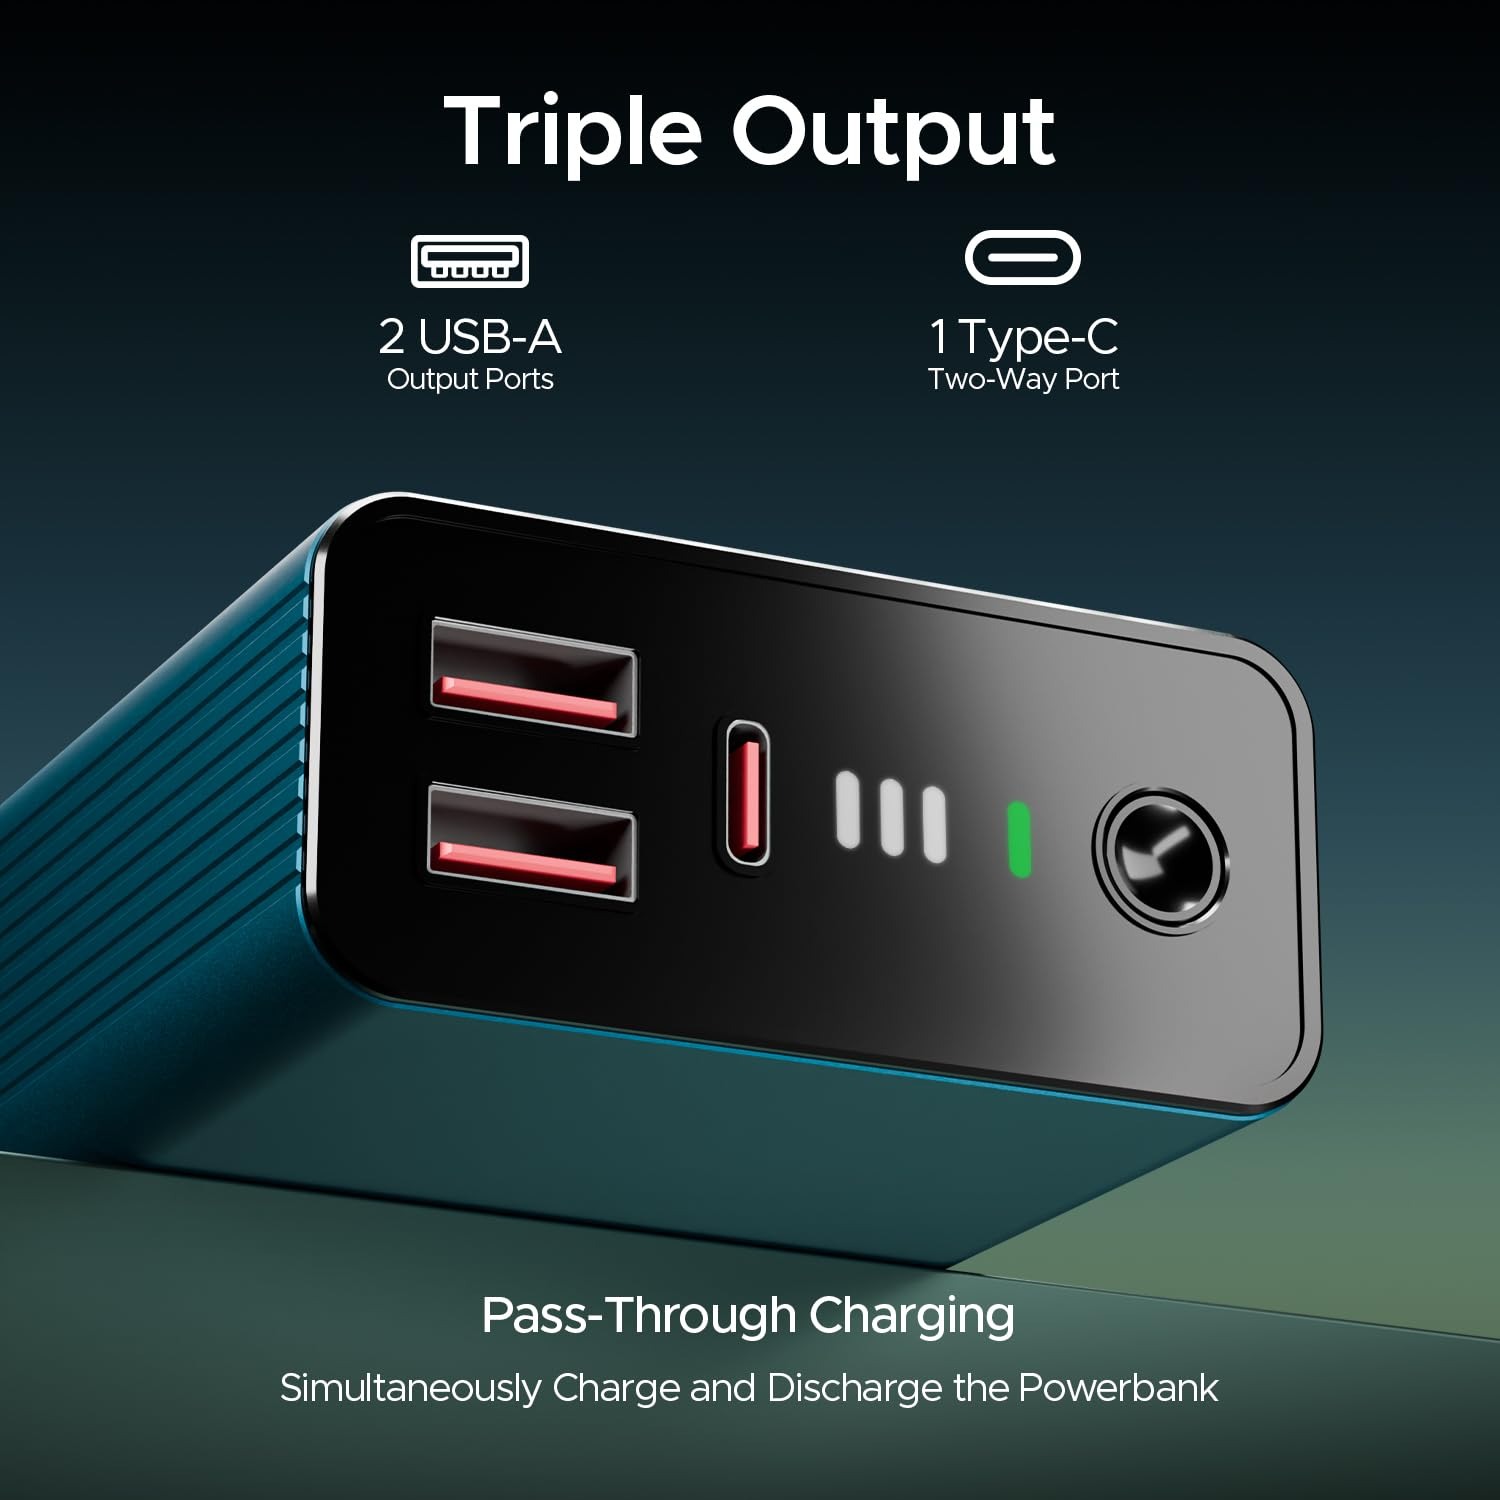 Triple Output
2 USB-A
Output Ports
1 Type-C
Two-Way Port
Pass-Through Charging
Simultaneously Charge and Discharge the Powerbank